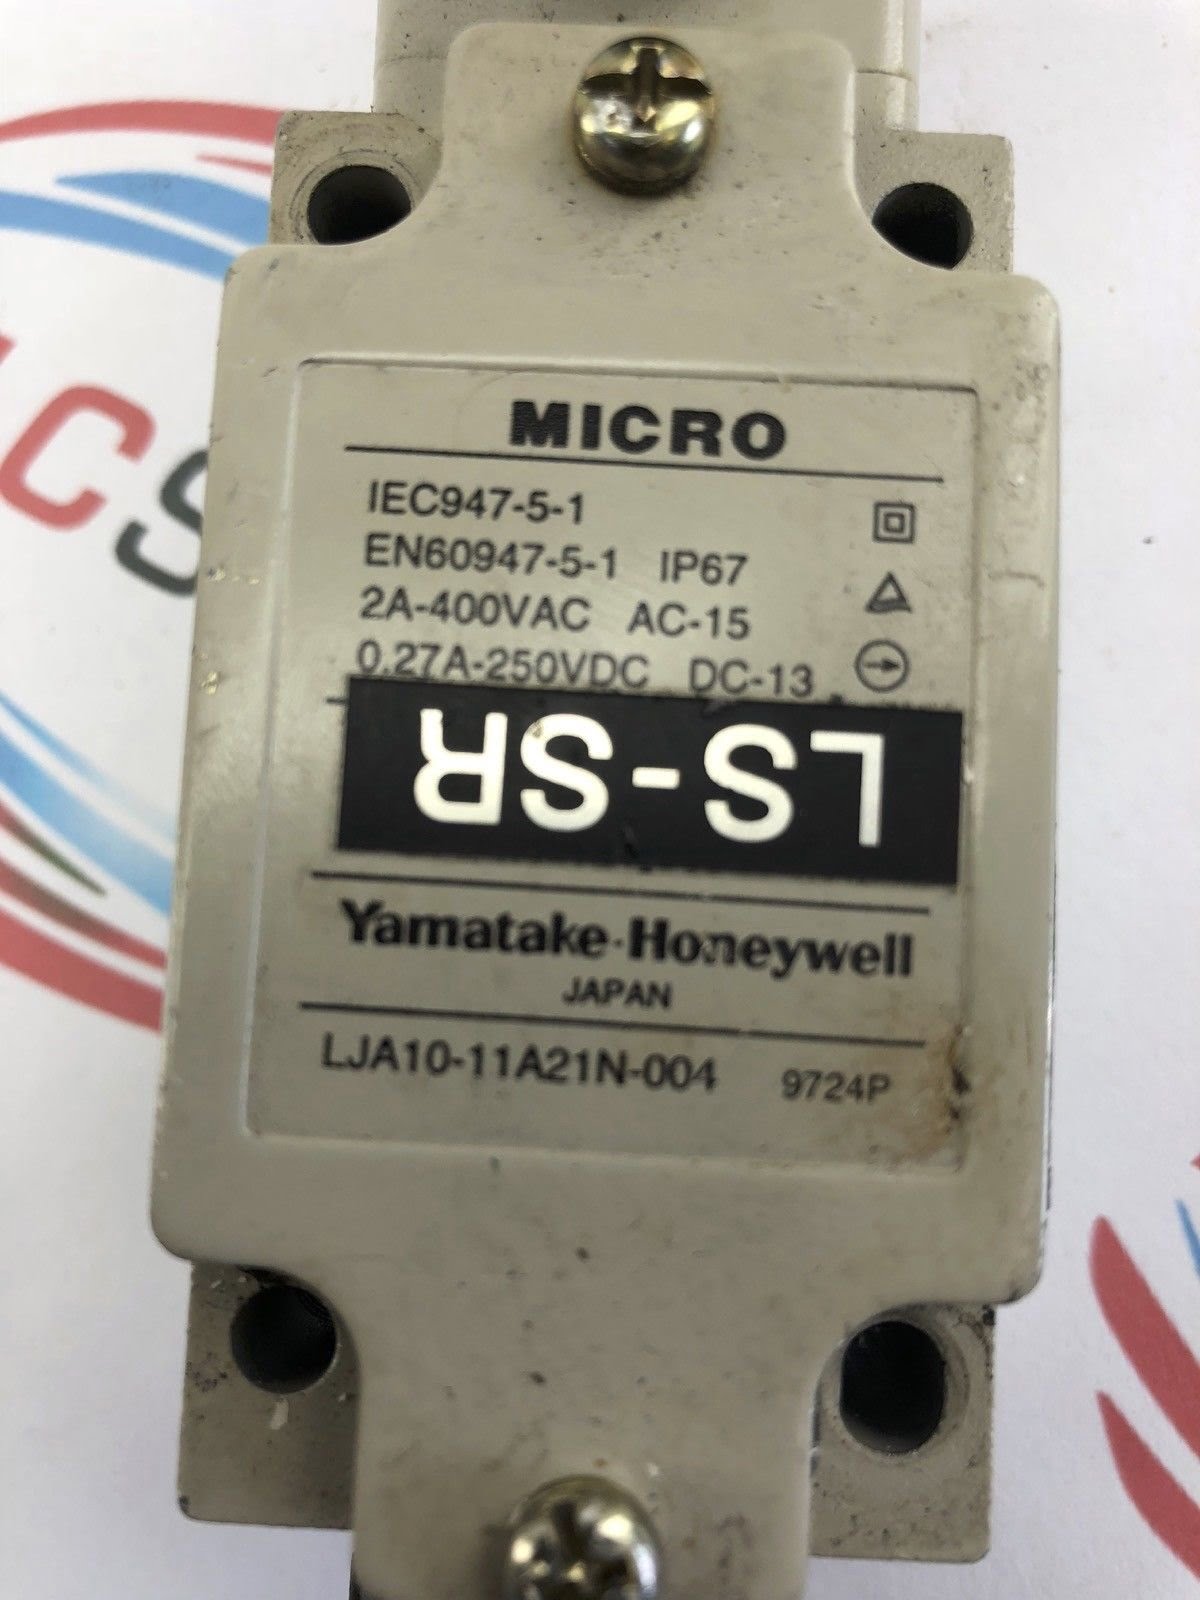 MICRO
IEC947-5-1
EN60947-5-1 IP67
2A-400VAC AC-15
0.27A-250VDC DC-13
LS-SR
Yamatake-Honeywell
JAPAN
LJA10-11A21N-004 9724P
CS